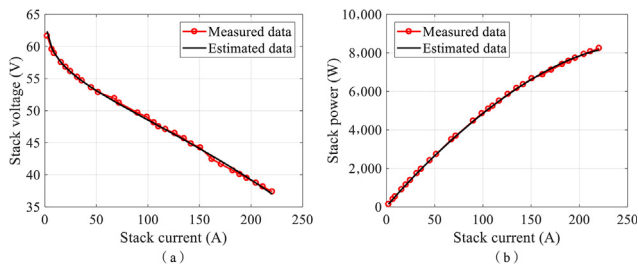 65
60
55
50
45
40
35
0 50 100 150 200 250
Stack voltage (V)
Stack current (A)
Measured data
Estimated data
(a)
10.000
8.000
6.000
4.000
2.000
0
0 50 100 150 200 250
Stack power (W)
Stack current (A)
Measured data
Estimated data
(b)